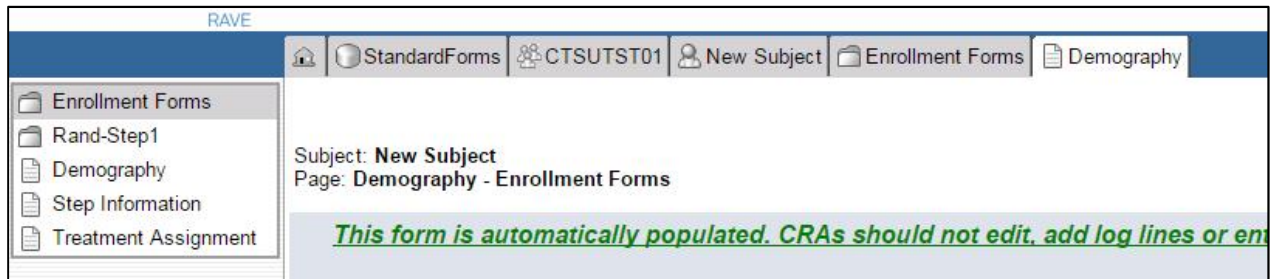 RAVE
StandardForms CTSUTST01 New Subject Enrollment Forms Demography
Enrollment Forms
Rand-Step1
Demography
Step Information
Treatment Assignment
Subject: New Subject
Page: Demography - Enrollment Forms
This form is automatically populated. CRAs should not edit, add log lines or